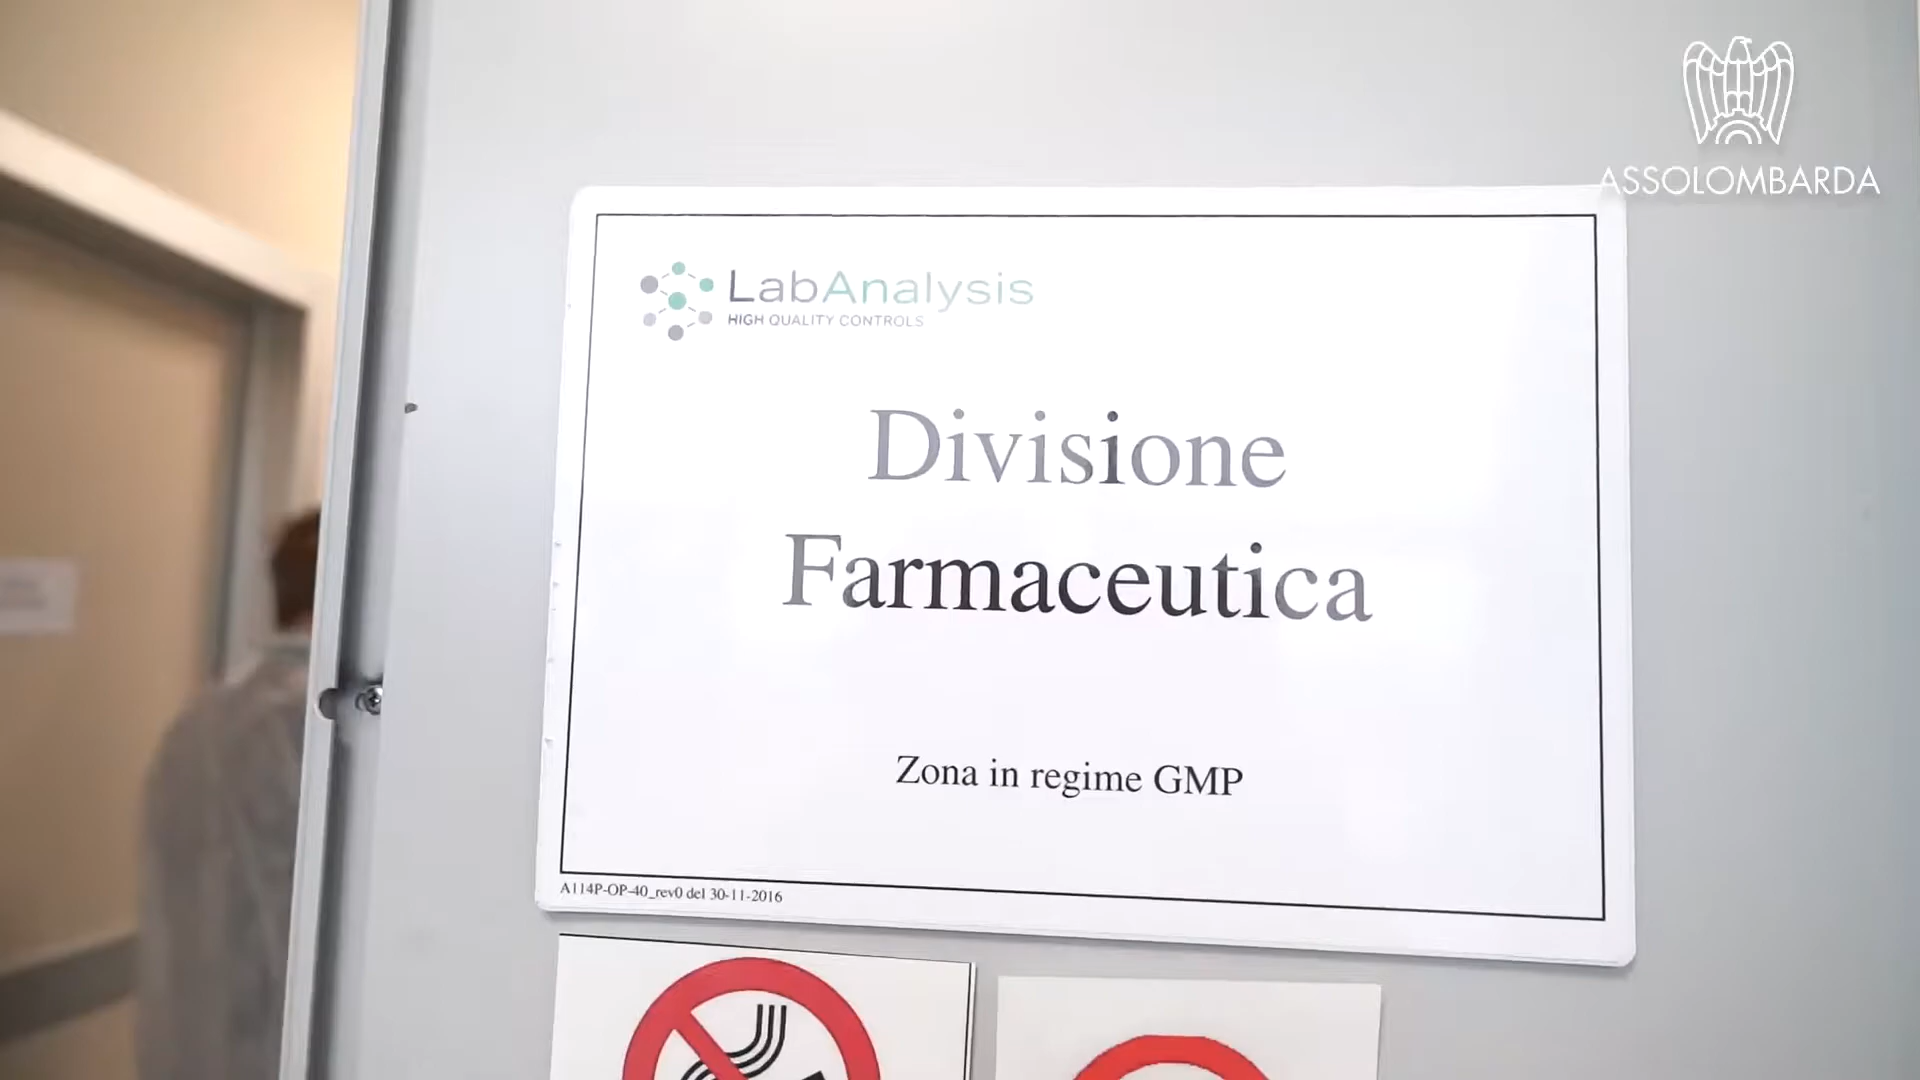 ASSOLOMBARDA
LabAnalysis
HIGH QUALITY CONTROLS
Divisione
Farmaceutica
Zona in regime GMP
A114P-OP-40_rev0 del 30-11-2016